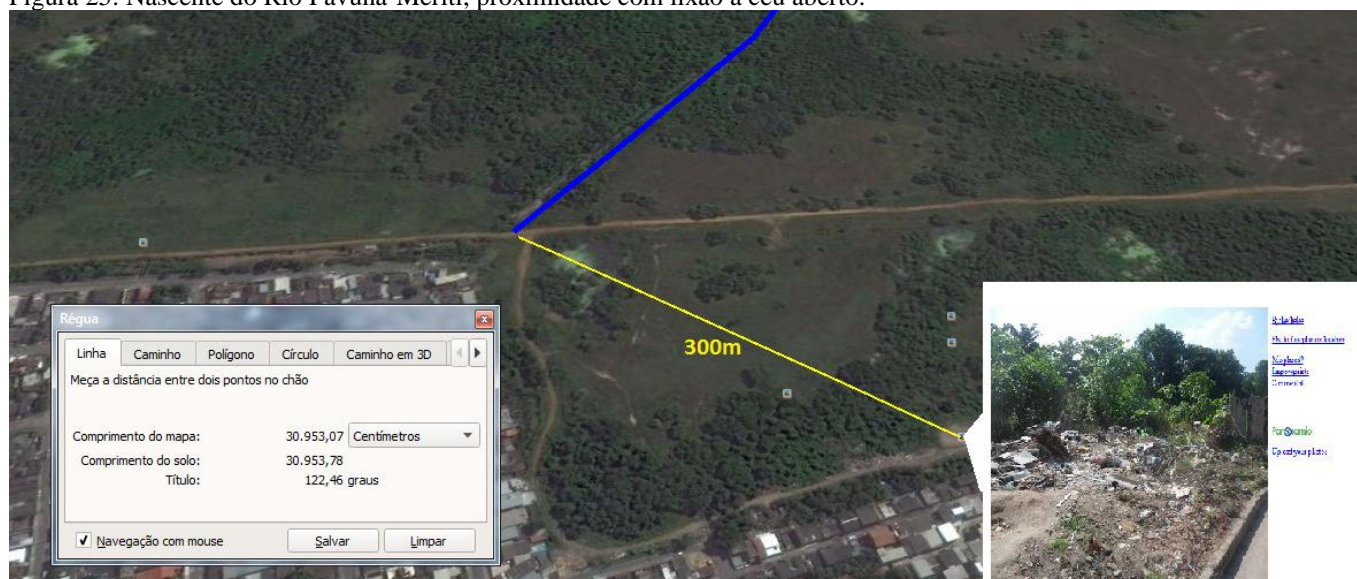 Figura 25: Nascente do Rio Pavuna-Meriti, proximidade com lixão a céu aberto.
300m
Régua
Linha
Caminho
Polígono
Círculo
Caminho em 3D
Meça a distância entre dois pontos no chão
Comprimento do mapa: 30.953,07 Centímetros
Comprimento do solo: 30.953,78
Título: 122,46 graus
Navegação com mouse
Salvar
Limpar
Panoramio